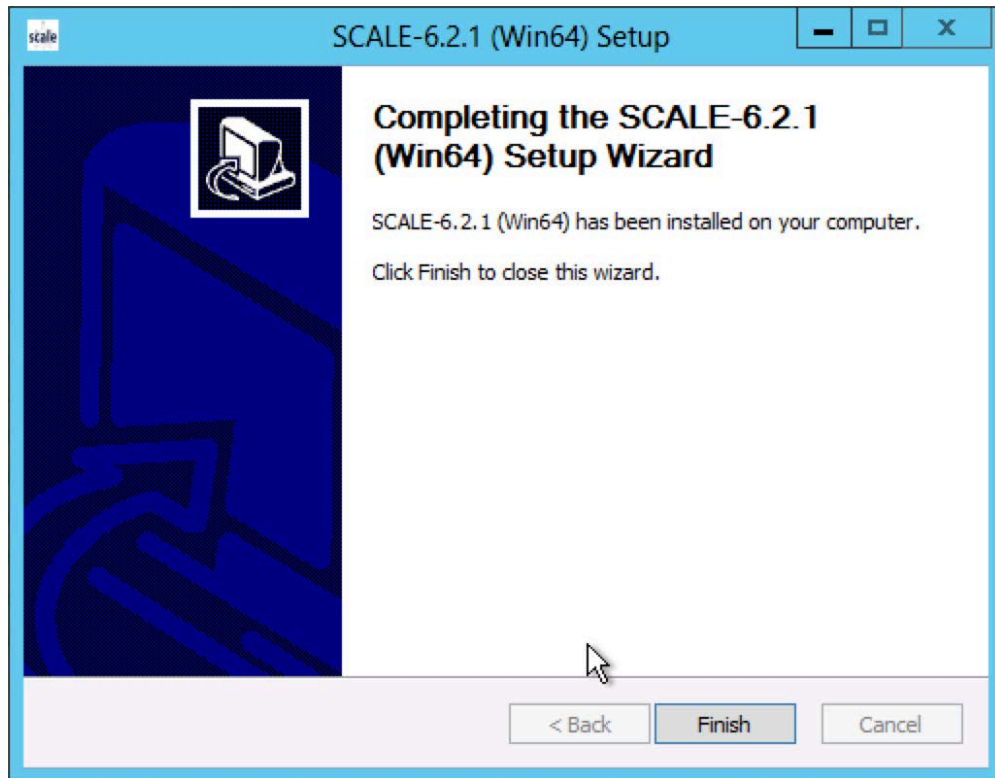 scale
SCALE-6.2.1 (Win64) Setup
X
Completing the SCALE-6.2.1
(Win64) Setup Wizard
SCALE-6.2.1 (Win64) has been installed on your computer.
Click Finish to close this wizard.
< Back
Finish
Cancel